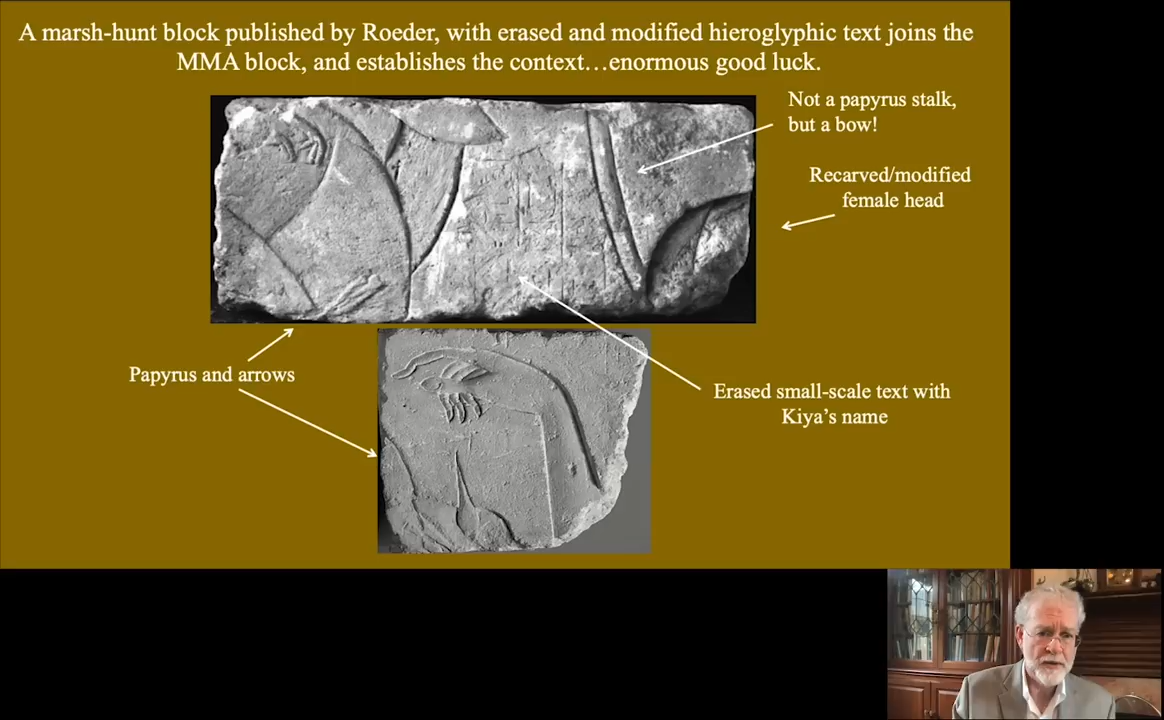 A marsh-hunt block published by Roeder, with erased and modified hieroglyphic text joins the
MMA block, and establishes the context…enormous good luck.
Not a papyrus stalk,
but a bow!
Recarved/modified
female head
Papyrus and arrows
Erased small-scale text with
Kiya’s name